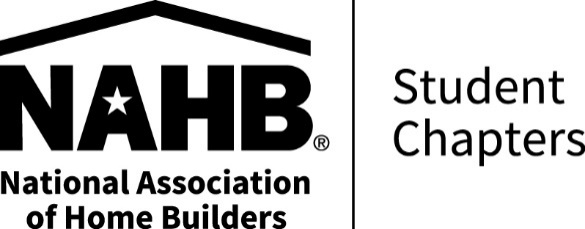 NAHB®
National Association
of Home Builders
Student
Chapters